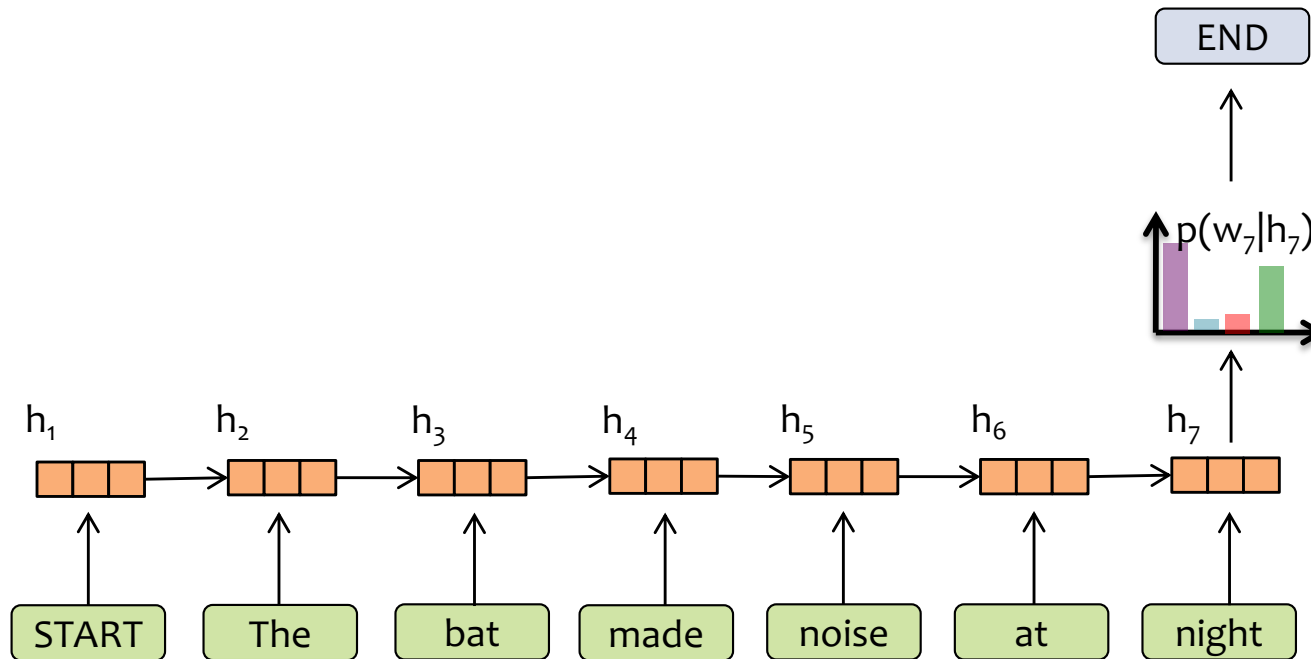 END
p(w₇|h₇)
h₁ h₂ h₃ h₄ h₅ h₆ h₇
START The bat made noise at night